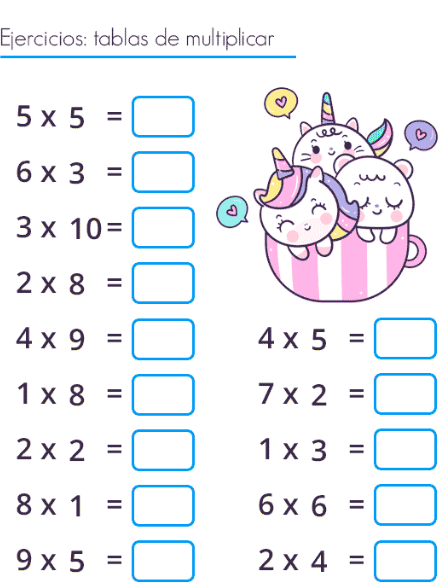 Ejercicios: tablas de multiplicar
5 x 5 =
6 x 3 =
3 x 10 =
2 x 8 =
4 x 9 =
1 x 8 =
2 x 2 =
8 x 1 =
9 x 5 =
4 x 5 =
7 x 2 =
1 x 3 =
6 x 6 =
2 x 4 =